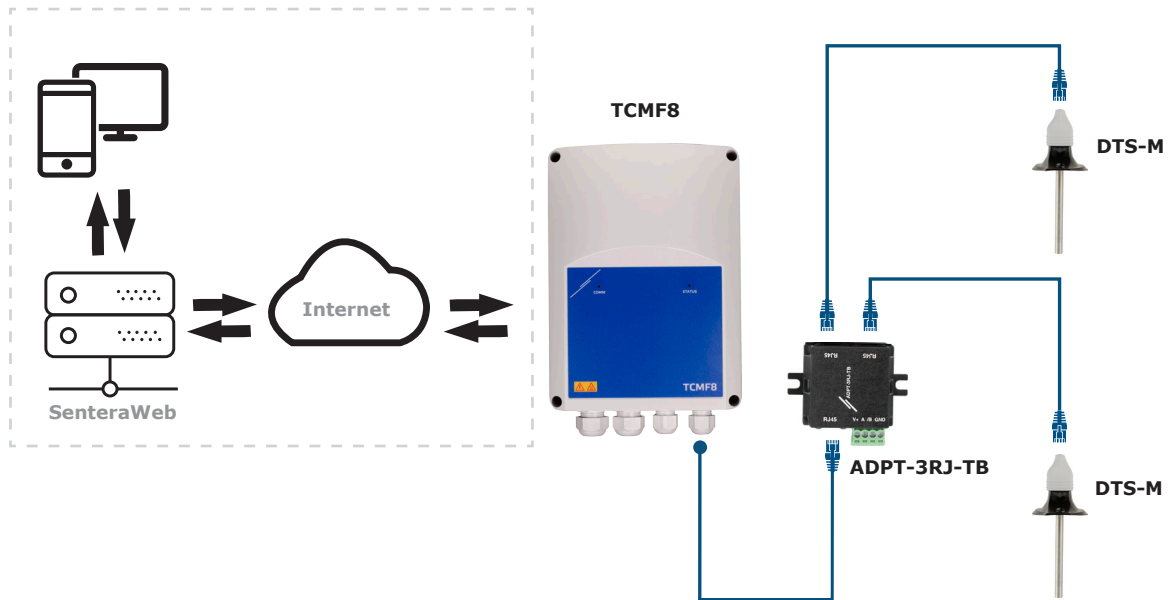 TCMF8
DTS-M
Internet
COMM
STATUS
TCMF8
SenteraWeb
RJ45
RJ45
ADPT-3RJ-TB
RJ45
V+ A /B GND
ADPT-3RJ-TB
DTS-M